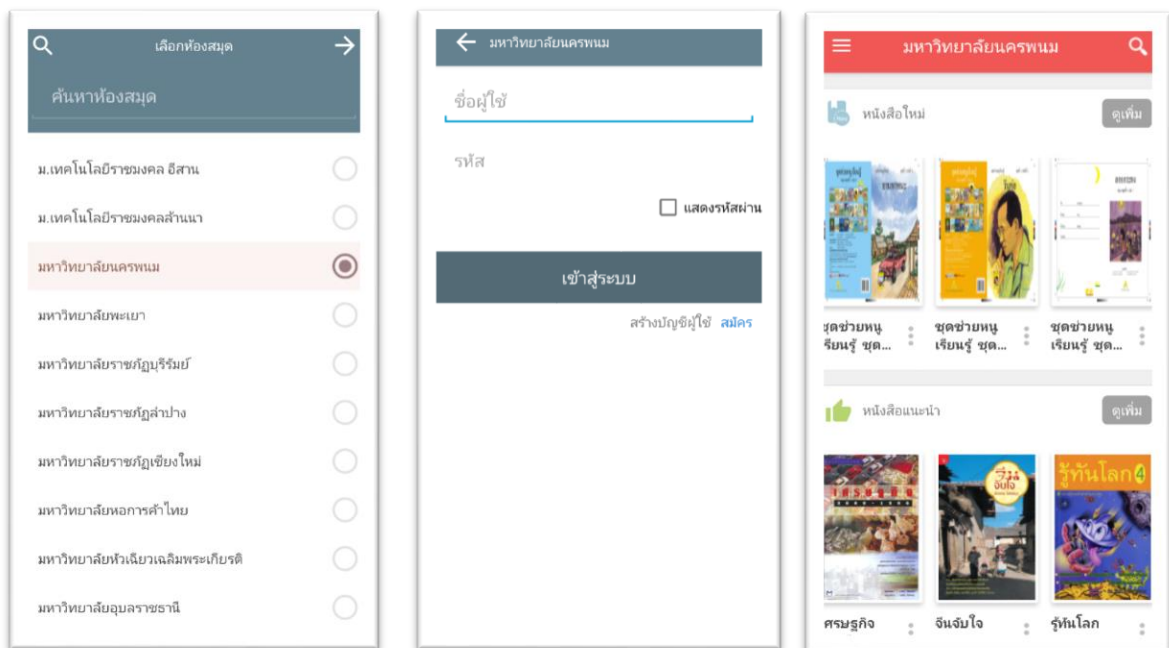 เลือกห้องสมุด
ค้นหาห้องสมุด
ม.เทคโนโลยีราชมงคล อีสาน
ม.เทคโนโลยีราชมงคลล้านนา
มหาวิทยาลัยนครพนม
มหาวิทยาลัยพะเยา
มหาวิทยาลัยราชภัฏบุรีรัมย์
มหาวิทยาลัยราชภัฏลำปาง
มหาวิทยาลัยราชภัฏเชียงใหม่
มหาวิทยาลัยหอการค้าไทย
มหาวิทยาลัยหัวเฉียวเฉลิมพระเกียรติ
มหาวิทยาลัยอุบลราชธานี
มหาวิทยาลัยนครพนม
ชื่อผู้ใช้
รหัส
แสดงรหัสผ่าน
เข้าสู่ระบบ
สร้างบัญชีผู้ใช้ สมัคร
มหาวิทยาลัยนครพนม
หนังสือใหม่
ดูเพิ่ม
ชุดช่วยหนู
รียนรู้ ชุด...
ชุดช่วยหนู
เรียนรู้ ชุด...
ชุดช่วยหนู
เรียนรู้ ชุด...
หนังสือแนะนำ
ดูเพิ่ม
จีน
จับใจ
รู้ทันโลก 4
ศรษฐกิจ
จีนจับใจ
รู้ทันโลก